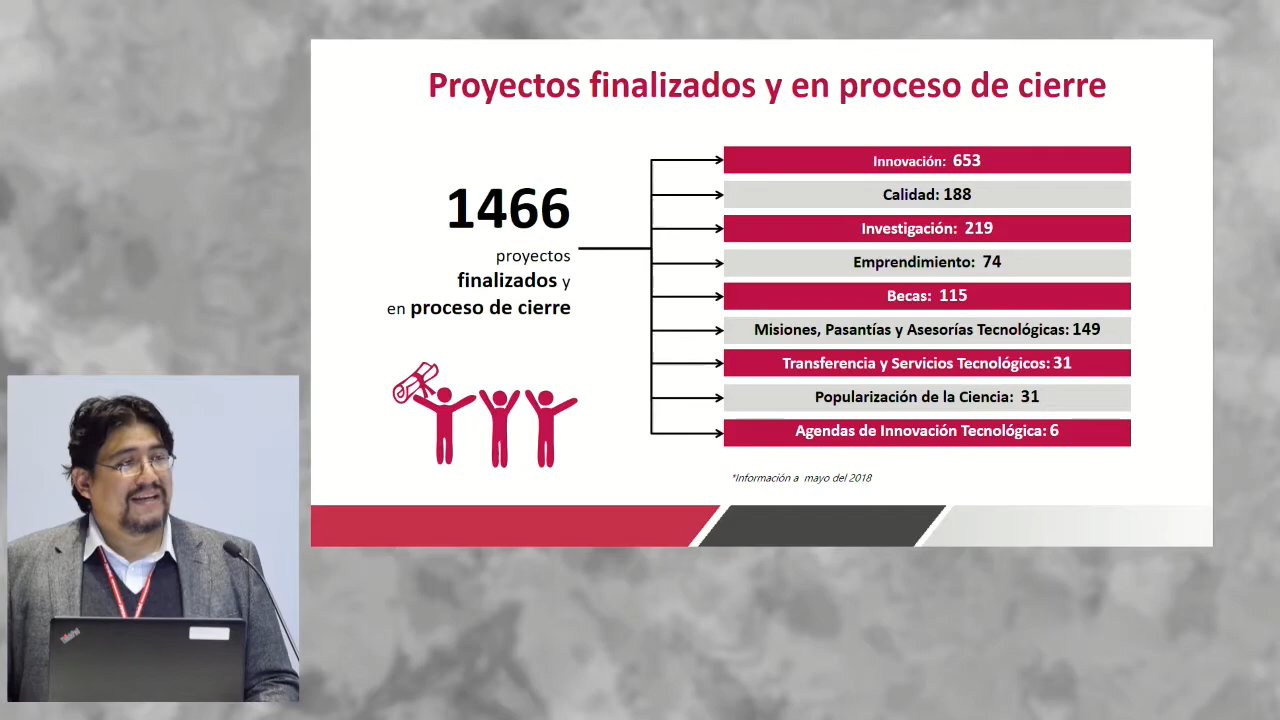 Proyectos finalizados y en proceso de cierre
1466
proyectos
finalizados y
en proceso de cierre
Innovación: 653
Calidad: 188
Investigación: 219
Emprendimiento: 74
Becas: 115
Misiones, Pasantías y Asesorías Tecnológicas: 149
Transferencia y Servicios Tecnológicos: 31
Popularización de la Ciencia: 31
Agendas de Innovación Tecnológica: 6
*Información a mayo del 2018